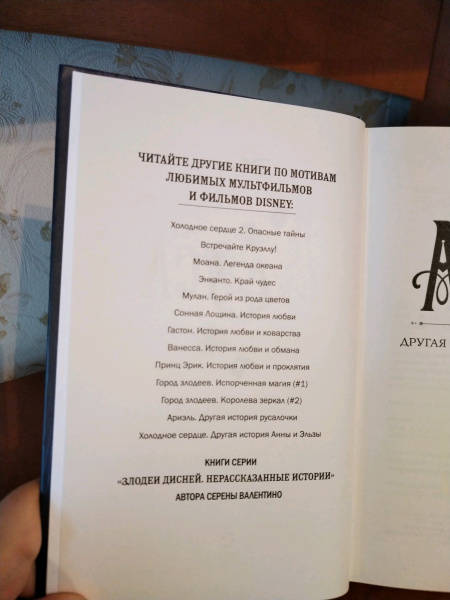 ЧИТАЙТЕ ДРУГИЕ КНИГИ ПО МОТИВАМ
ЛЮБИМЫХ МУЛЬТФИЛЬМОВ
И ФИЛЬМОВ DISNEY:
Холодное сердце 2. Опасные тайны
Встречайте Круэллу!
Моана. Легенда океана
Энканто. Край чудес
Мулан. Герой из рода цветов
Сонная Лощина. История любви
Гастон. История любви и коварства
Ванесса. История любви и обмана
Принц Эрик. История любви и проклятия
Город злодеев. Испорченная магия (#1)
Город злодеев. Королева зеркал (#2)
Ариэль. Другая история русалочки
Холодное сердце. Другая история Анны и Эльзы
КНИГИ СЕРИИ
«ЗЛОДЕИ ДИСНЕЙ. НЕРАССКАЗАННЫЕ ИСТОРИИ»
АВТОРА СЕРЕНЫ ВАЛЕНТИНО
А
ДРУГАЯ